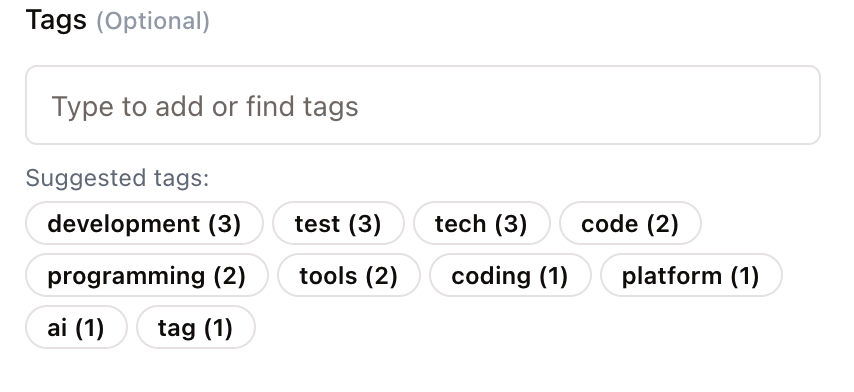 Tags (Optional)
Type to add or find tags
Suggested tags:
development (3) test (3) tech (3) code (2)
programming (2) tools (2) coding (1) platform (1)
ai (1) tag (1)